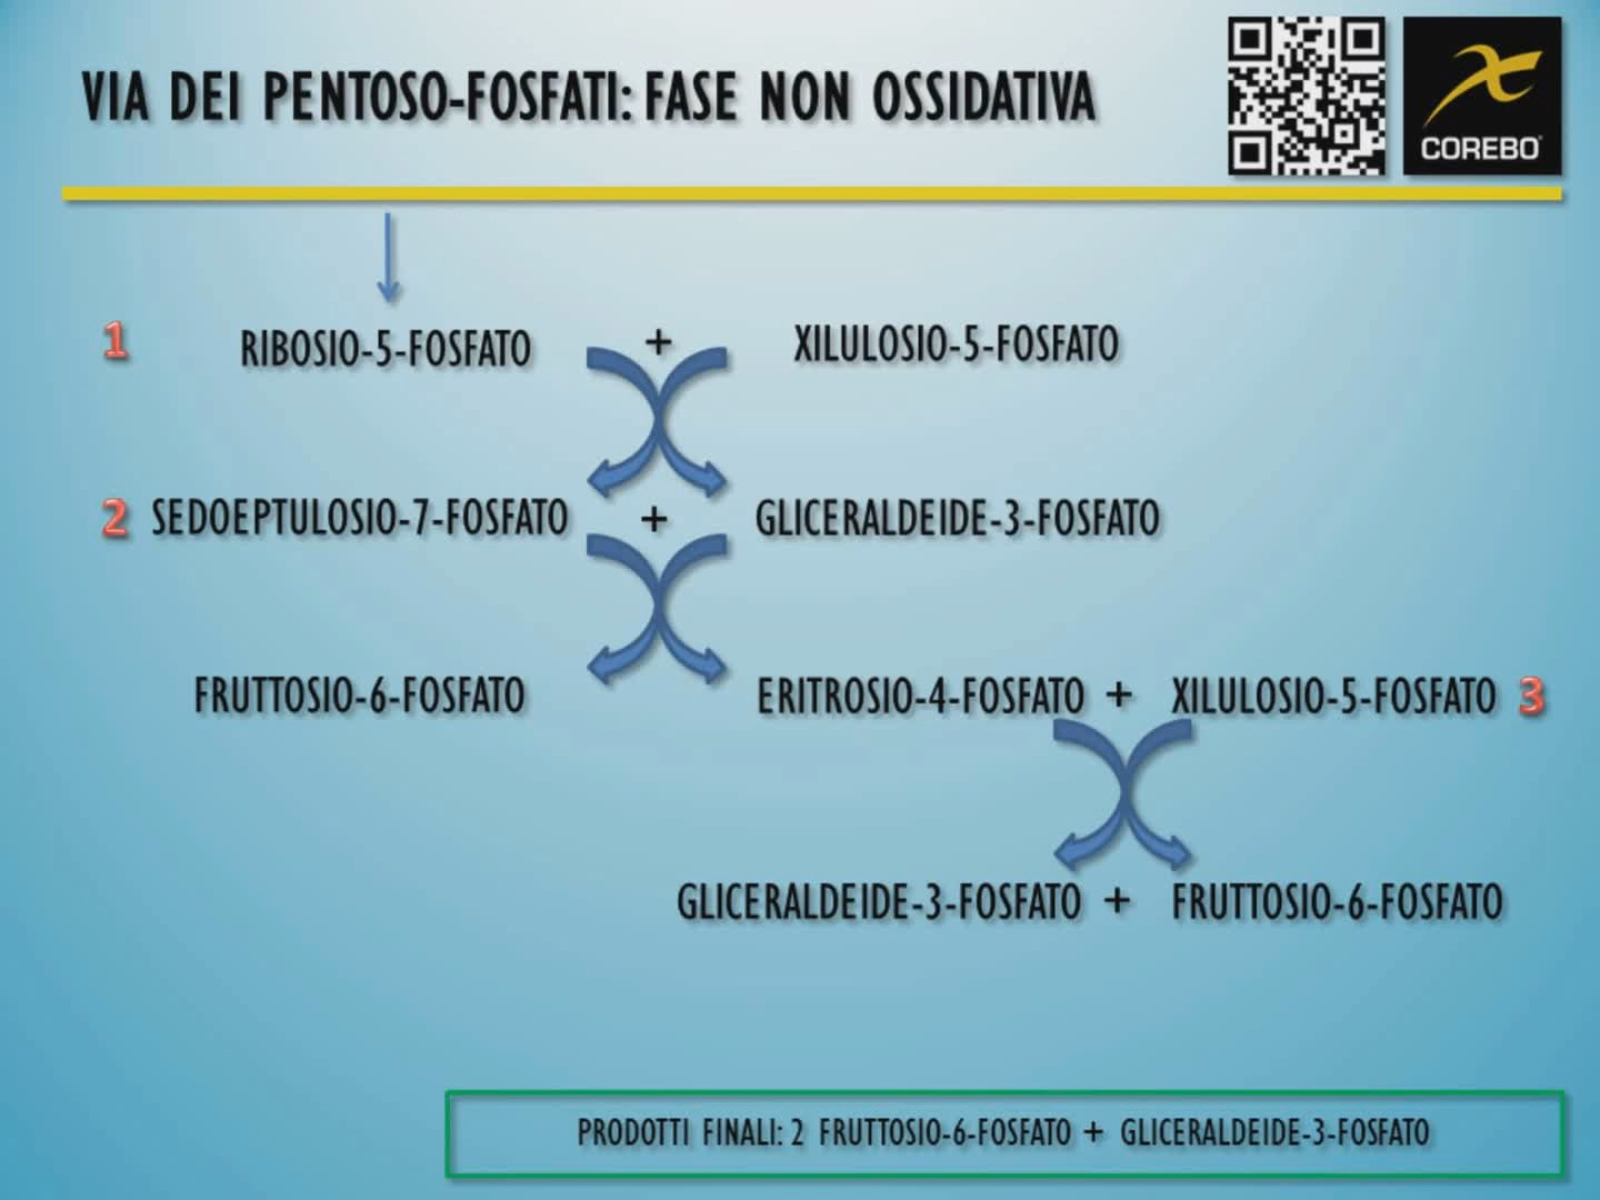 VIA DEI PENTOSO-FOSFATI: FASE NON OSSIDATIVA
COREBO
1 RIBOSIO-5-FOSFATO + XILULOSIO-5-FOSFATO
2 SEDOEPTULOSIO-7-FOSFATO + GLICERALDEIDE-3-FOSFATO
FRUTTOSIO-6-FOSFATO ERITROSIO-4-FOSFATO + XILULOSIO-5-FOSFATO 3
GLICERALDEIDE-3-FOSFATO + FRUTTOSIO-6-FOSFATO
PRODOTTI FINALI: 2 FRUTTOSIO-6-FOSFATO + GLICERALDEIDE-3-FOSFATO